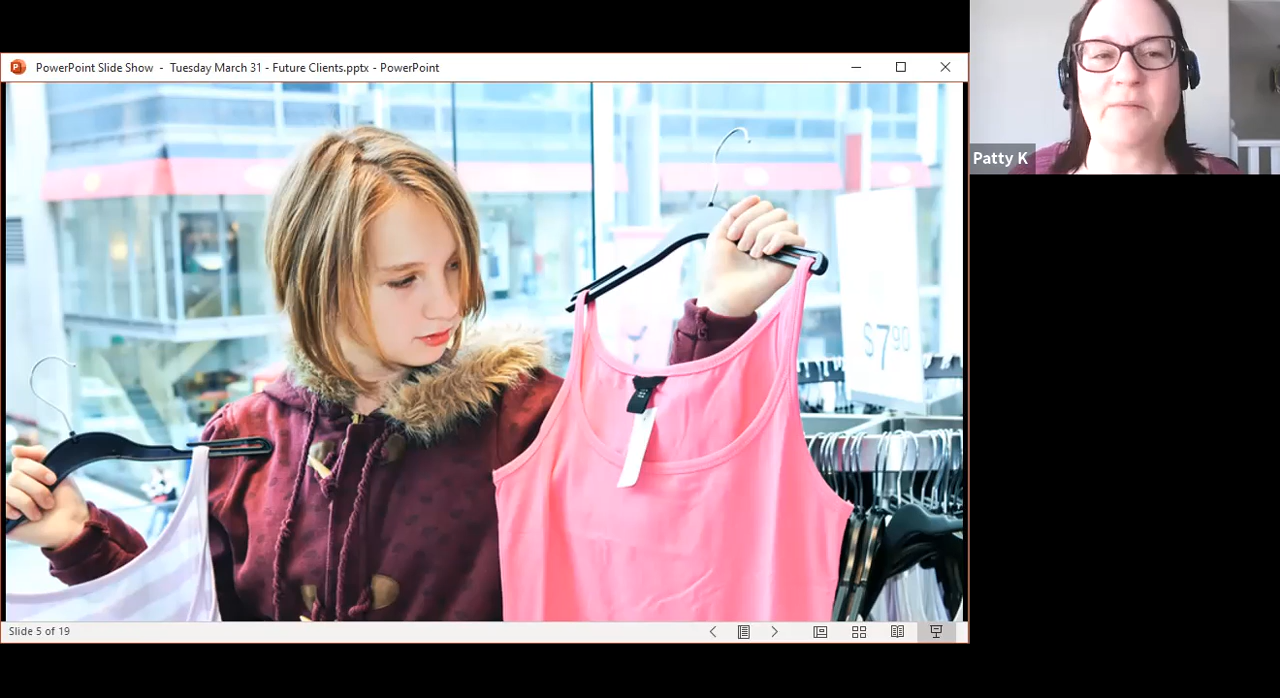 PowerPoint Slide Show - Tuesday March 31 - Future Clients.pptx - PowerPoint
Patty K
$7.90
Slide 5 of 19